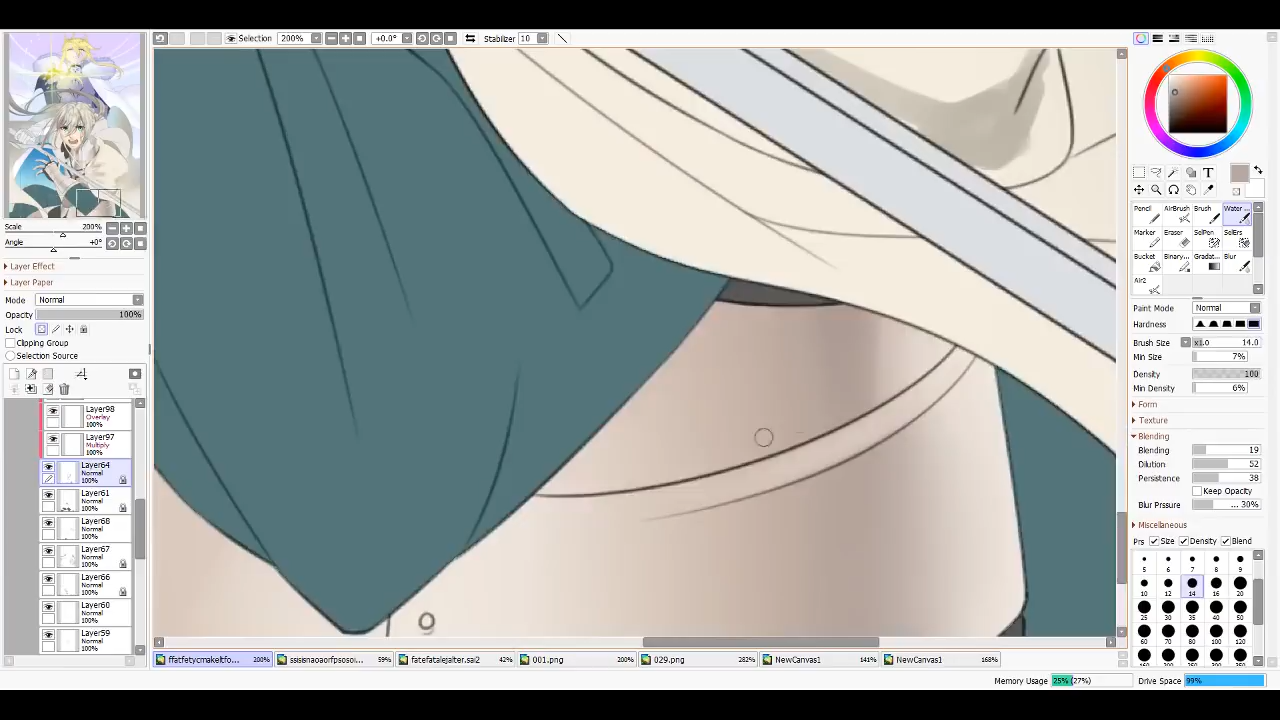 Selection 200% +0.0° Stabilizer 10
Scale 200%
Angle +0°
Layer Effect
Layer Paper
Mode Normal
Opacity 100%
Lock
Clipping Group
Selection Source
Layer98
Overlay
100%
Layer97
Multiply
100%
Layer64
Normal
100%
Layer61
Normal
100%
Layer68
Normal
100%
Layer67
Normal
100%
Layer66
Normal
100%
Layer60
Normal
100%
Layer59
Normal
100%
T
Pencil AirBrush Brush Water ...
Marker Eraser SelPen SelErs
Bucket Binary... Gradat... Blur
Air2
Paint Mode Normal
Hardness
Brush Size x1.0 14.0
Min Size 7%
Density 100
Min Density 6%
Form
Texture
Blending
Blending 19
Dilution 52
Persistence 38
Keep Opacity
Blur Prsure ... 30%
Miscellaneous
Prs Size Density Blend
5 6 7 8 9
10 12 14 16 20
25 30 35 40 50
60 70 80 100 120
ffatfetycmakeltfo... 200%
59%
42%
001.png 200%
029.png 282%
NewCanvas1 141%
NewCanvas1 168%
Memory Usage 25% (27%) Drive Space 99%